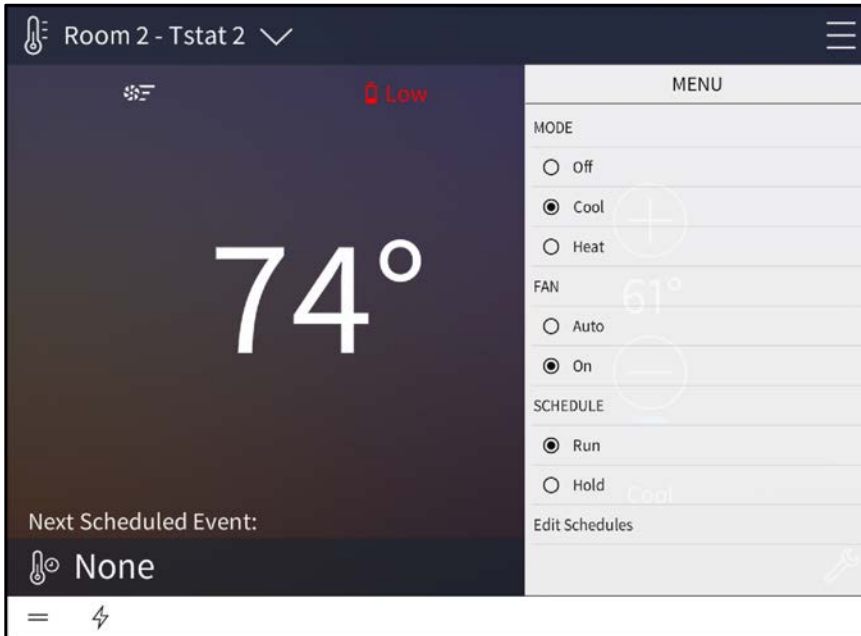 Room 2 - Tstat 2
Low
74°
Next Scheduled Event:
None
MENU
MODE
Off
Cool
Heat
FAN
61°
Auto
On
SCHEDULE
Run
Hold
Cool
Edit Schedules